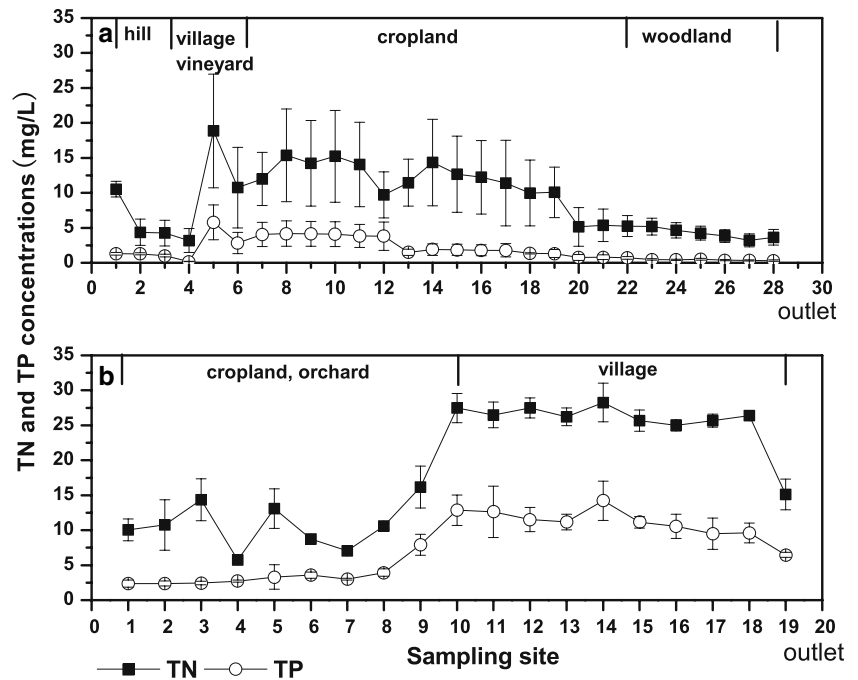 TN and TP concentrations (mg/L)
a
hill
village
vineyard
cropland
woodland
35
30
25
20
15
10
5
0
0 2 4 6 8 10 12 14 16 18 20 22 24 26 28 30
outlet
b
cropland, orchard
village
35
30
25
20
15
10
5
0
0 1 2 3 4 5 6 7 8 9 10 11 12 13 14 15 16 17 18 19 20
outlet
Sampling site
TN TP